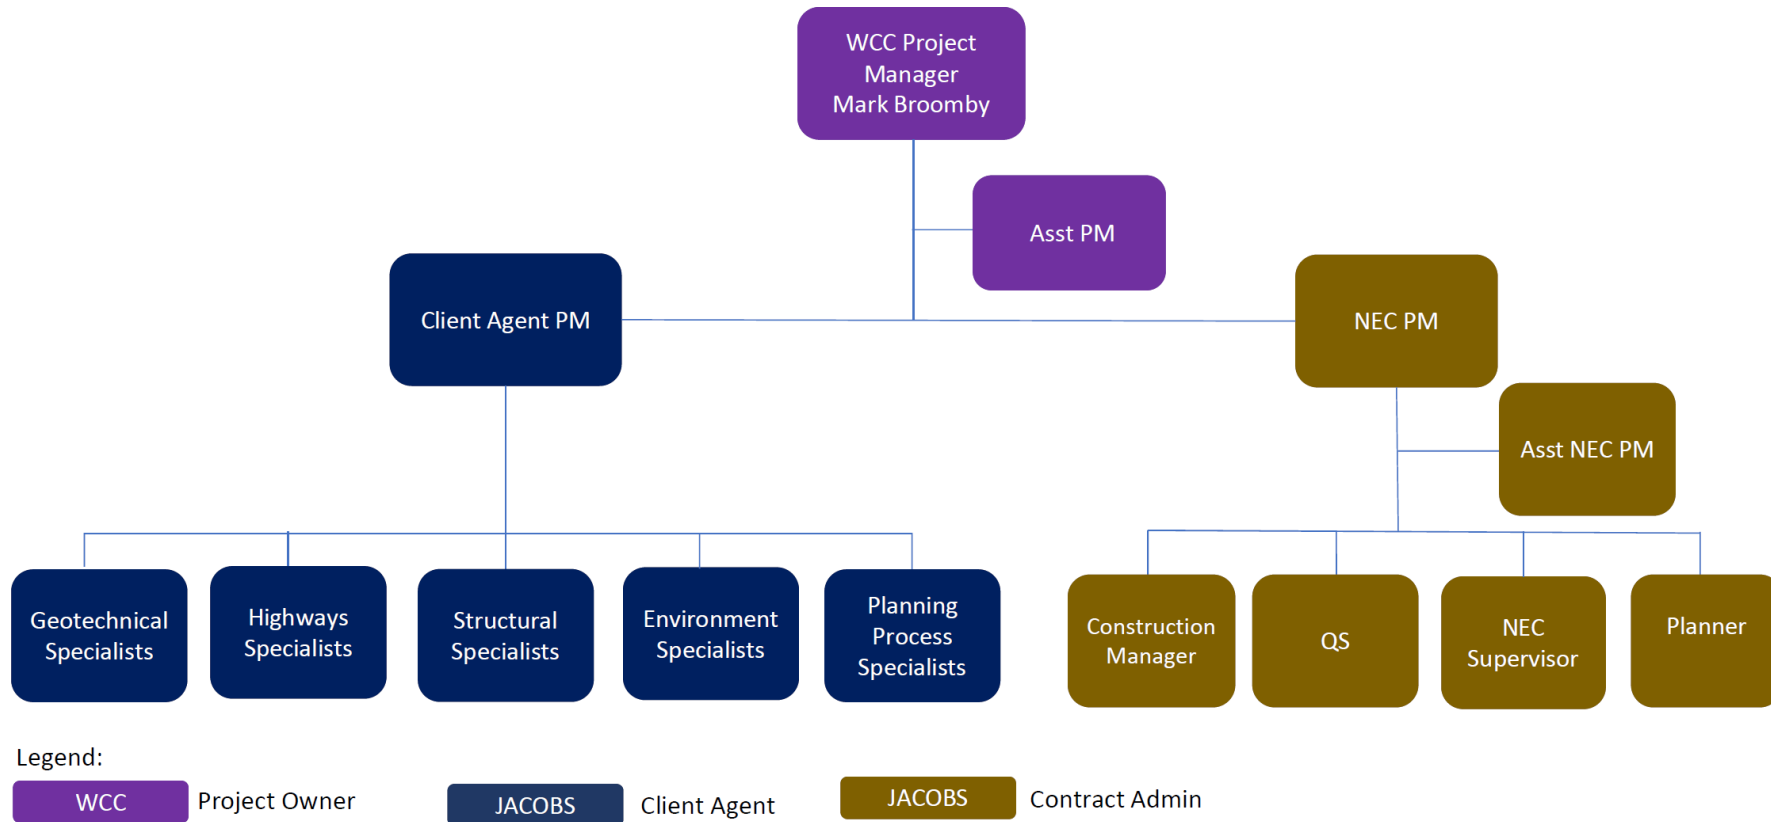 WCC Project
Manager
Mark Broomby
Asst PM
Client Agent PM
NEC PM
Asst NEC PM
Geotechnical
Specialists
Highways
Specialists
Structural
Specialists
Environment
Specialists
Planning
Process
Specialists
Construction
Manager
QS
NEC
Supervisor
Planner
Legend:
WCC
Project Owner
JACOBS
Client Agent
JACOBS
Contract Admin